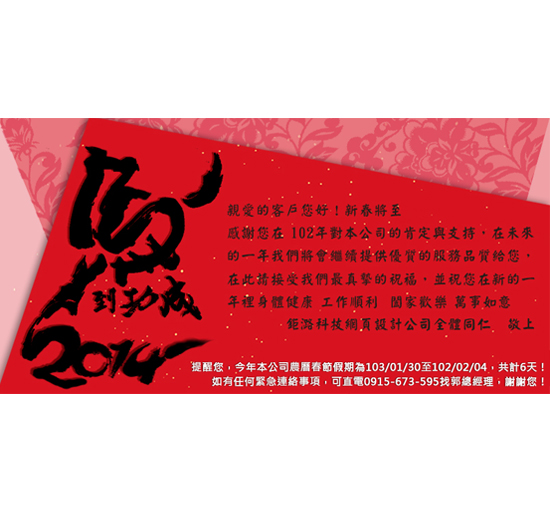 馬到功成
2014
親愛的客戶您好！新春將至
感謝您在 102年對本公司的肯定與支持，在未來
的一年我們將會繼續提供優質的服務品質給您，
在此請接受我們最真摯的祝福，並祝您在新的一
年裡身體健康 工作順利 閤家歡樂 萬事如意
鉅潞科技網頁設計公司全體同仁 敬上
提醒您，今年本公司農曆春節假期為103/01/30至102/02/04，共計6天！
如有任何緊急連絡事項，可直電0915-673-595找郭總經理，謝謝您！